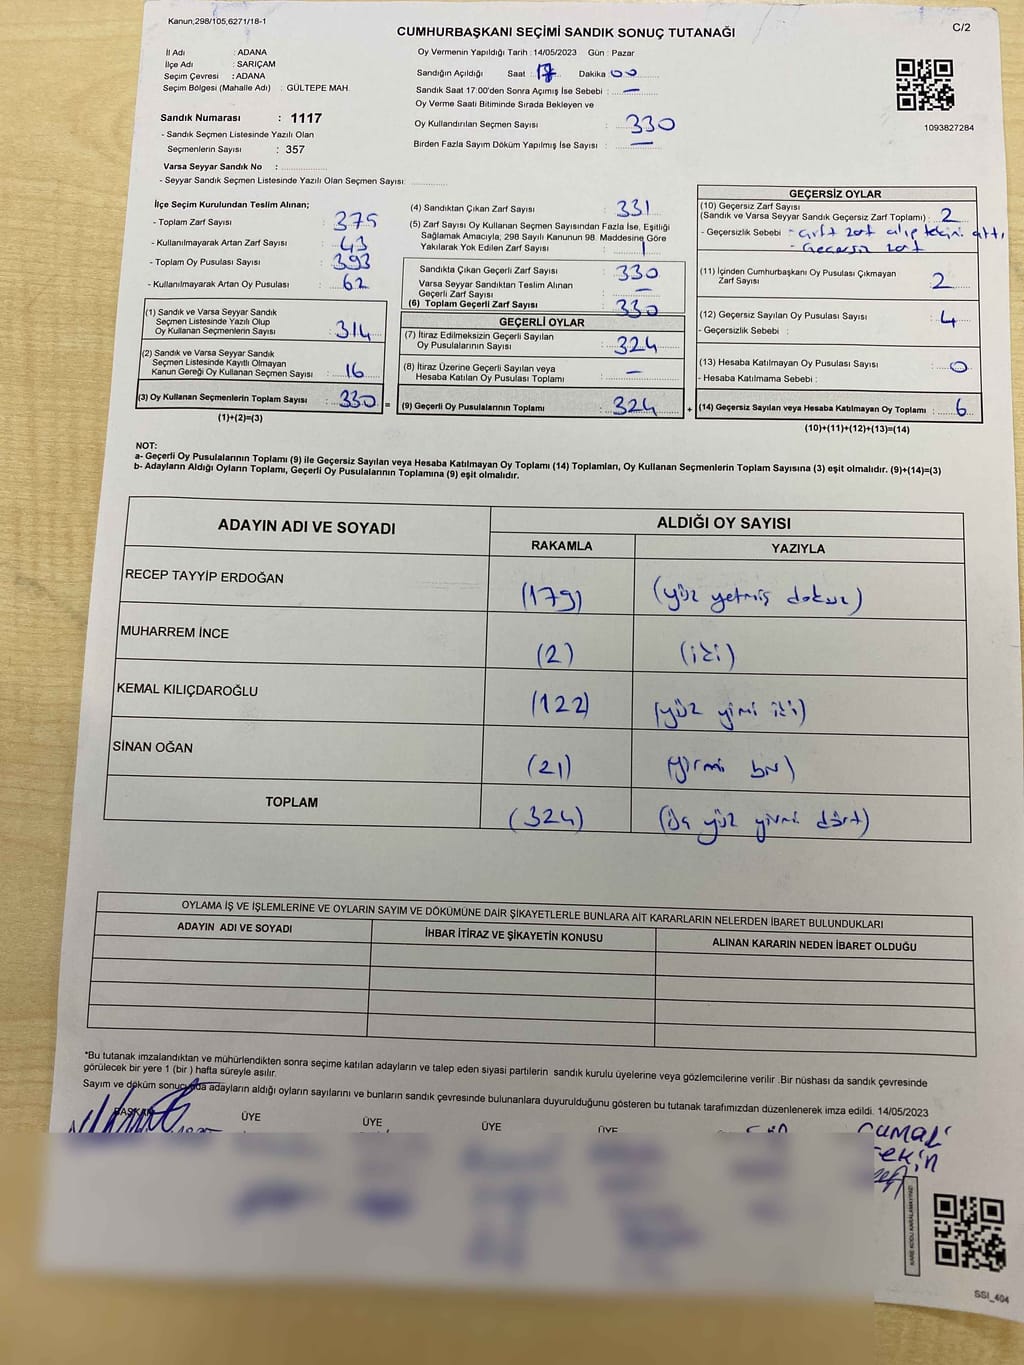 Kanun;298/105,6271/18-1
C/2
CUMHURBAŞKANI SEÇİMİ SANDIK SONUÇ TUTANAĞI
İl Adı : ADANA
İlçe Adı : SARIÇAM
Seçim Çevresi : ADANA
Seçim Bölgesi (Mahalle Adı) : GÜLTEPE MAH.
Sandık Numarası : 1117
- Sandık Seçmen Listesinde Yazılı Olan
Seçmenlerin Sayısı : 357
Varsa Seyyar Sandık No :
- Seyyar Sandık Seçmen Listesinde Yazılı Olan Seçmen Sayısı:
Oy Vermenin Yapıldığı Tarih : 14/05/2023 Gün : Pazar
Sandığın Açıldığı Saat : 17 Dakika 00
Sandık Saat 17:00'den Sonra Açımış İse Sebebi : —
Oy Verme Saati Bitiminde Sırada Bekleyen ve
Oy Kullandırılan Seçmen Sayısı : 330
Birden Fazla Sayım Döküm Yapılmış İse Sayısı : —
1093827284
İlçe Seçim Kurulundan Teslim Alınan;
- Toplam Zarf Sayısı : 375
- Kullanılmayarak Artan Zarf Sayısı : 43
- Toplam Oy Pusulası Sayısı : 393
- Kullanılmayarak Artan Oy Pusulası : 62
(1) Sandık ve Varsa Seyyar Sandık
Seçmen Listesinde Yazılı Olup
Oy Kullanan Seçmenlerin Sayısı : 314
(2) Sandık ve Varsa Seyyar Sandık
Seçmen Listesinde Kayıtlı Olmayan
Kanun Gereği Oy Kullanan Seçmen Sayısı : 16
(3) Oy Kullanan Seçmenlerin Toplam Sayısı : 330 =
(1)+(2)=(3)
(4) Sandıktan Çıkan Zarf Sayısı : 331
(5) Zarf Sayısı Oy Kullanan Seçmen Sayısından Fazla İse, Eşitliği
Sağlamak Amacıyla; 298 Sayılı Kanunun 98. Maddesine Göre
Yakılarak Yok Edilen Zarf Sayısı : 1
Sandıkta Çıkan Geçerli Zarf Sayısı : 330
Varsa Seyyar Sandıktan Teslim Alınan
Geçerli Zarf Sayısı : —
(6) Toplam Geçerli Zarf Sayısı : 330
GEÇERLİ OYLAR
(7) İtiraz Edilmeksizin Geçerli Sayılan
Oy Pusulalarının Sayısı : 324
(8) İtiraz Üzerine Geçerli Sayılan veya
Hesaba Katılan Oy Pusulası Toplamı : —
(9) Geçerli Oy Pusulalarının Toplamı : 324 +
GEÇERSİZ OYLAR
(10) Geçersiz Zarf Sayısı
(Sandık ve Varsa Seyyar Sandık Geçersiz Zarf Toplamı) : 2
- Geçersizlik Sebebi : - Çift zarf alıp tekini attı,
- Geçersiz zarf
(11) İçinden Cumhurbaşkanı Oy Pusulası Çıkmayan
Zarf Sayısı : 2
(12) Geçersiz Sayılan Oy Pusulası Sayısı : 4
- Geçersizlik Sebebi :
(13) Hesaba Katılmayan Oy Pusulası Sayısı : 0
- Hesaba Katılmama Sebebi :
(14) Geçersiz Sayılan veya Hesaba Katılmayan Oy Toplamı : 6
(10)+(11)+(12)+(13)=(14)
NOT:
a- Geçerli Oy Pusulalarının Toplamı (9) ile Geçersiz Sayılan veya Hesaba Katılmayan Oy Toplamı (14) Toplamları, Oy Kullanan Seçmenlerin Toplam Sayısına (3) eşit olmalıdır. (9)+(14)=(3)
b- Adayların Aldığı Oyların Toplamı, Geçerli Oy Pusulalarının Toplamına (9) eşit olmalıdır.
ADAYIN ADI VE SOYADI
ALDIĞI OY SAYISI
RAKAMLA YAZIYLA
RECEP TAYYİP ERDOĞAN (179) (yüz yetmiş dokuz)
MUHARREM İNCE (2) (iki)
KEMAL KILIÇDAROĞLU (122) (yüz yirmi iki)
SİNAN OĞAN (21) (yirmi bir)
TOPLAM (324) (üç yüz yirmi dört)
OYLAMA İŞ VE İŞLEMLERİNE VE OYLARIN SAYIM VE DÖKÜMÜNE DAİR ŞİKAYETLERLE BUNLARA AİT KARARLARIN NELERDEN İBARET BULUNDUKLARI
ADAYIN ADI VE SOYADI İHBAR İTİRAZ VE ŞİKAYETİN KONUSU ALINAN KARARIN NEDEN İBARET OLDUĞU
*Bu tutanak imzalandıktan ve mühürlendikten sonra seçime katılan adayların ve talep eden siyasi partilerin sandık kurulu üyelerine veya gözlemcilerine verilir .Bir nüshası da sandık çevresinde
görülecek bir yere 1 (bir ) hafta süreyle asılır.
Sayım ve döküm sonucunda adayların aldığı oyların sayılarını ve bunların sandık çevresinde bulunanlara duyurulduğunu gösteren bu tutanak tarafımızdan düzenlenerek imza edildi. 14/05/2023
BAŞKAN ÜYE ÜYE ÜYE ÜYE
Cumali
Tekin
KARE KODU KARALAMAYINIZ!
SSI_404